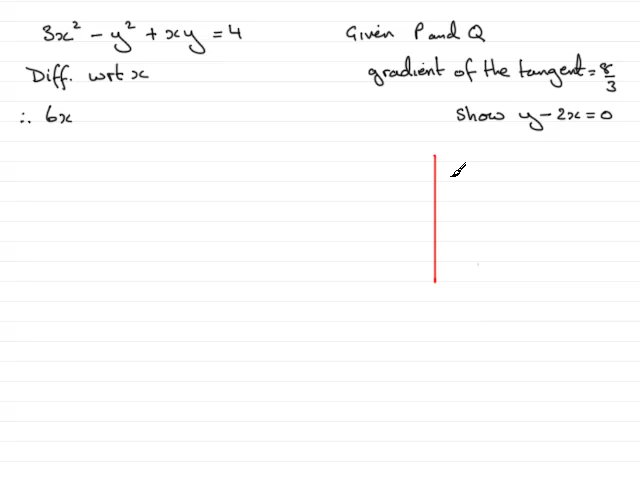 3x² - y² + xy = 4
Given P and Q
Diff. wrt x
gradient of the tangent = 8/3
∴ 6x
Show y - 2x = 0